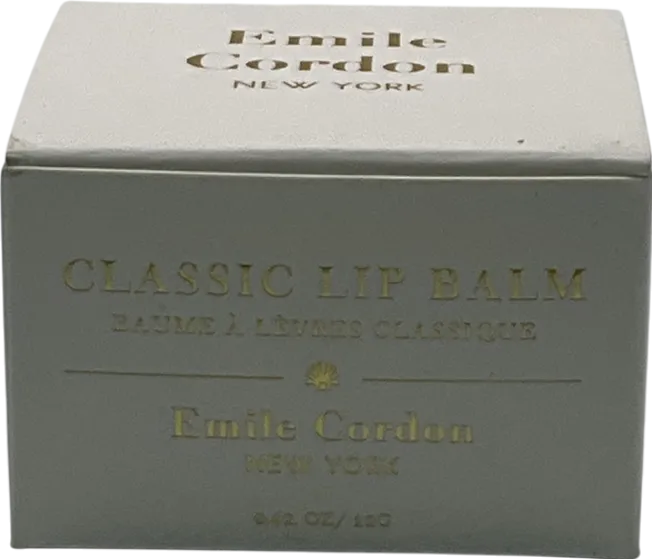 Emile
Cordon
NEW YORK
CLASSIC LIP BALM
BAUME À LÈVRES CLASSIQUE
Emile Cordon
NEW YORK
0.42 OZ/ 12G